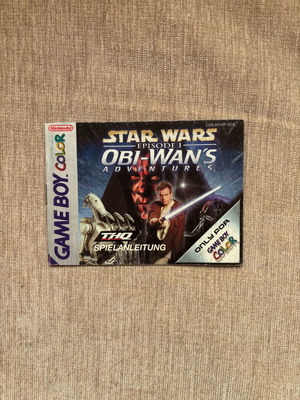 Nintendo
GAME BOY COLOR
STAR WARS
EPISODE I
OBI-WAN'S
ADVENTURES
THQ
SPIELANLEITUNG
ONLY FOR
GAME BOY
COLOR